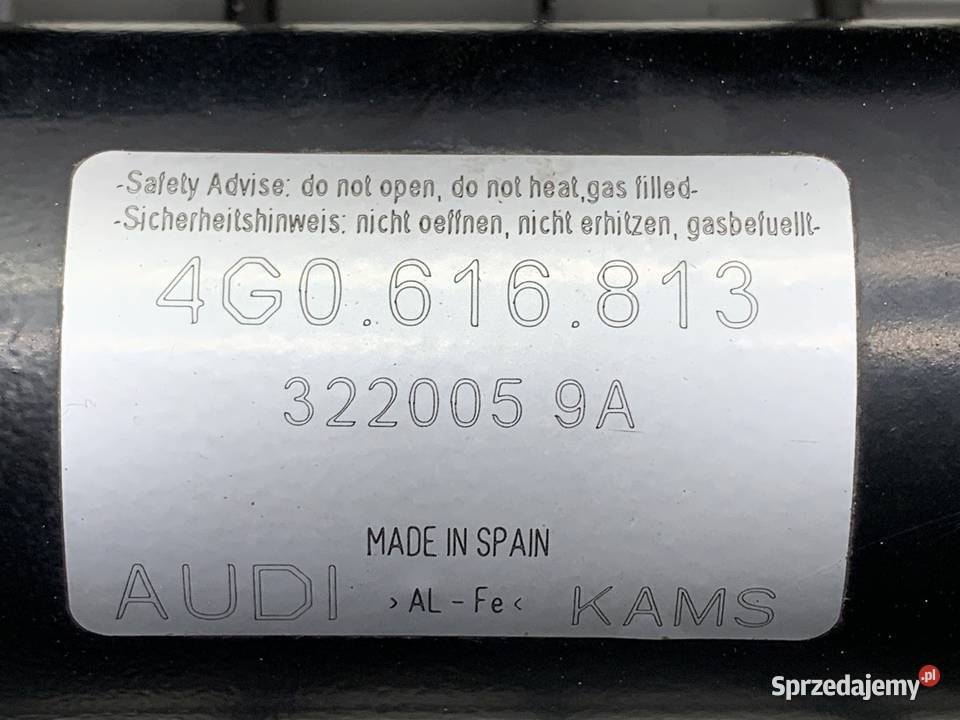 -Safety Advise: do not open, do not heat,gas filled-
-Sicherheitshinweis: nicht oeffnen, nicht erhitzen, gasbefuellt-
4G0.616.813
322005 9A
MADE IN SPAIN
AUDI >AL-Fe< KAMS
Sprzedajemy.pl